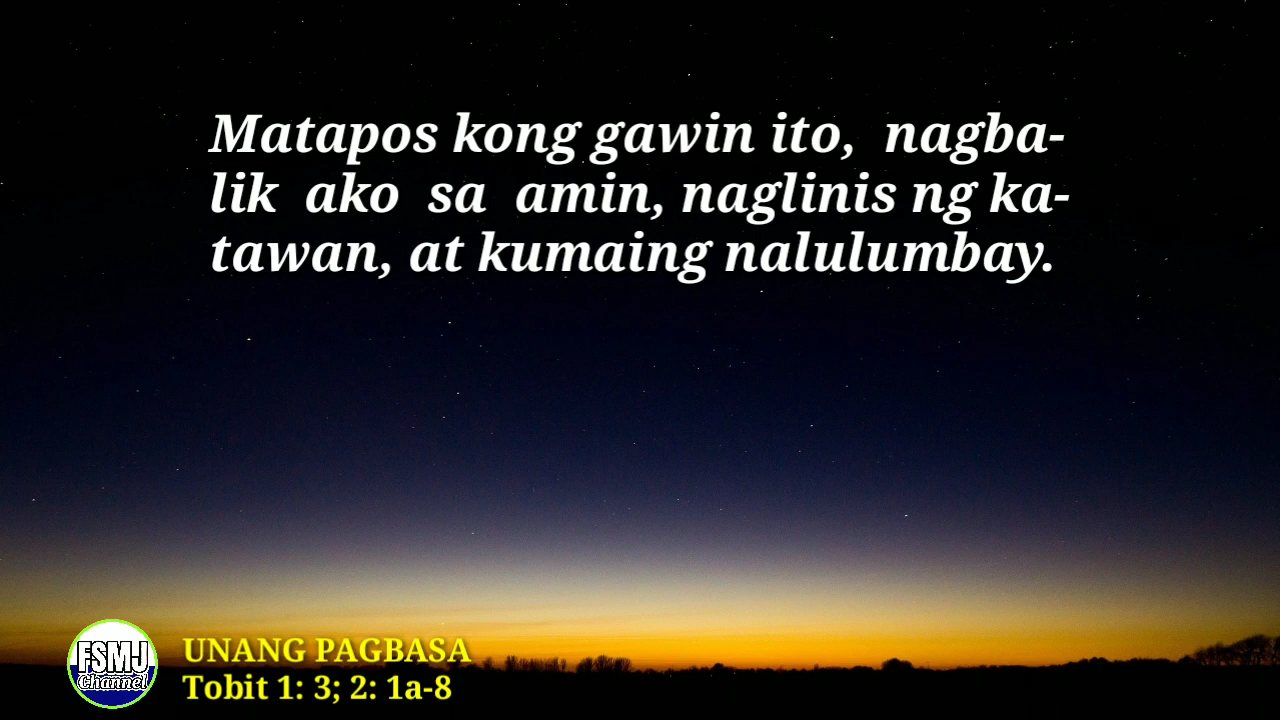 Matapos kong gawin ito, nagba-
lik ako sa amin, naglinis ng ka-
tawan, at kumaing nalulumbay.
FSMJ
Channel
UNANG PAGBASA
Tobit 1: 3; 2: 1a-8